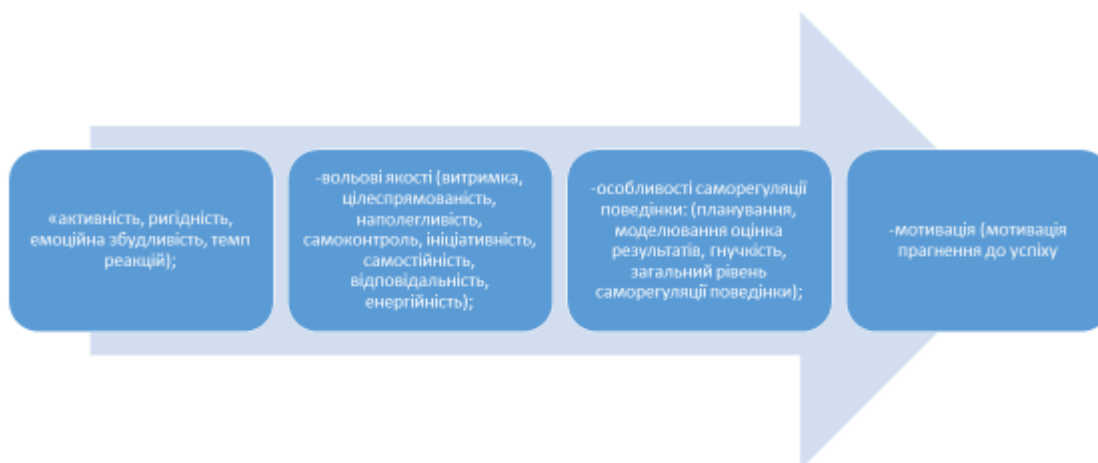 «активність, ригідність,
емоційна збудливість, темп
реакцій);
-вольові якості (витримка,
цілеспрямованість,
наполегливість,
самоконтроль, ініціативність,
самостійність,
відповідальність,
енергійність);
-особливості саморегуляції
поведінки: (планування,
моделювання оцінка
результатів, гнучкість,
загальний рівень
саморегуляції поведінки);
-мотивація (мотивація
прагнення до успіху